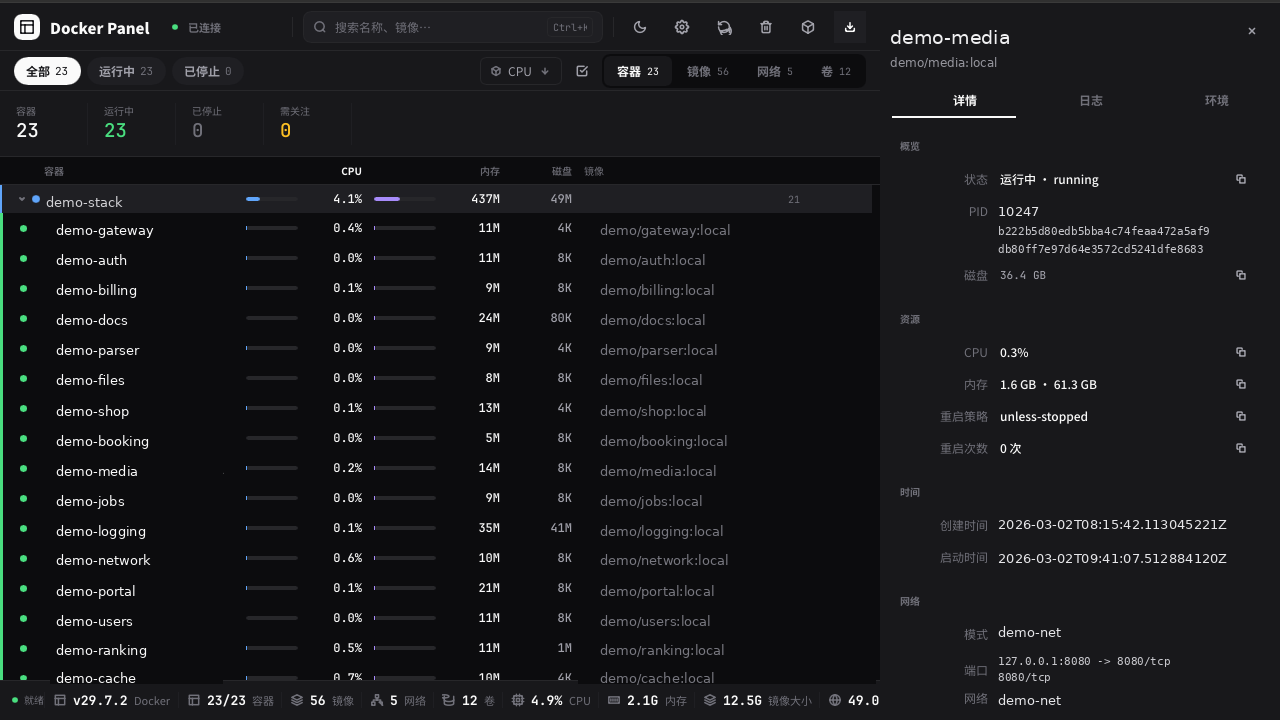 Docker Panel
已连接
搜索名称、镜像…
Ctrl+K
全部 23
运行中 23
已停止 0
CPU
容器 23
镜像 56
网络 5
卷 12
容器
23
运行中
23
已停止
0
需关注
0
容器 CPU 内存 磁盘 镜像
demo-stack 4.1% 437M 49M 21
demo-gateway 0.4% 11M 4K demo/gateway:local
demo-auth 0.0% 11M 8K demo/auth:local
demo-billing 0.1% 9M 8K demo/billing:local
demo-docs 0.0% 24M 80K demo/docs:local
demo-parser 0.0% 9M 4K demo/parser:local
demo-files 0.0% 8M 8K demo/files:local
demo-shop 0.1% 13M 4K demo/shop:local
demo-booking 0.0% 5M 8K demo/booking:local
demo-media 0.2% 14M 8K demo/media:local
demo-jobs 0.0% 9M 8K demo/jobs:local
demo-logging 0.1% 35M 41M demo/logging:local
demo-network 0.6% 10M 8K demo/network:local
demo-portal 0.1% 21M 8K demo/portal:local
demo-users 0.0% 11M 8K demo/users:local
demo-ranking 0.5% 11M 1M demo/ranking:local
demo-cache 0.7% 10M 4K demo/cache:local
就绪 v29.7.2 Docker 23/23 容器 56 镜像 5 网络 12 卷 4.9% CPU 2.1G 内存 12.5G 镜像大小 49.0
demo-media
demo/media:local
详情 日志 环境
概览
状态 运行中 · running
PID 10247
b222b5d80edb5bba4c74feaa472a5af9
db80ff7e97d64e3572cd5241dfe8683
磁盘 36.4 GB
资源
CPU 0.3%
内存 1.6 GB · 61.3 GB
重启策略 unless-stopped
重启次数 0 次
时间
创建时间 2026-03-02T08:15:42.113045221Z
启动时间 2026-03-02T09:41:07.512884120Z
网络
模式 demo-net
端口 127.0.0.1:8080 -> 8080/tcp
8080/tcp
网络 demo-net